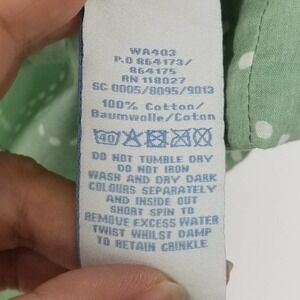 WA403
P.O 864173/
864175
RN 118027
SC 0005/8095/9013
100% Cotton/
Baumwolle/Coton
40
DO NOT TUMBLE DRY
DO NOT IRON
WASH AND DRY DARK
COLOURS SEPARATELY
AND INSIDE OUT
SHORT SPIN TO
REMOVE EXCESS WATER
TWIST WHILST DAMP
TO RETAIN CRINKLE